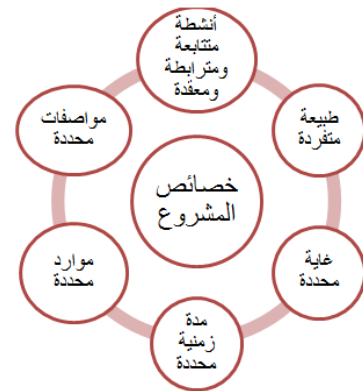 أنشطة
متتابعة
ومترابطة
ومعقدة
طبيعة
متفردة
غاية
محددة
مدة
زمنية
محددة
موارد
محددة
مواصفات
محددة
خصائص
المشروع